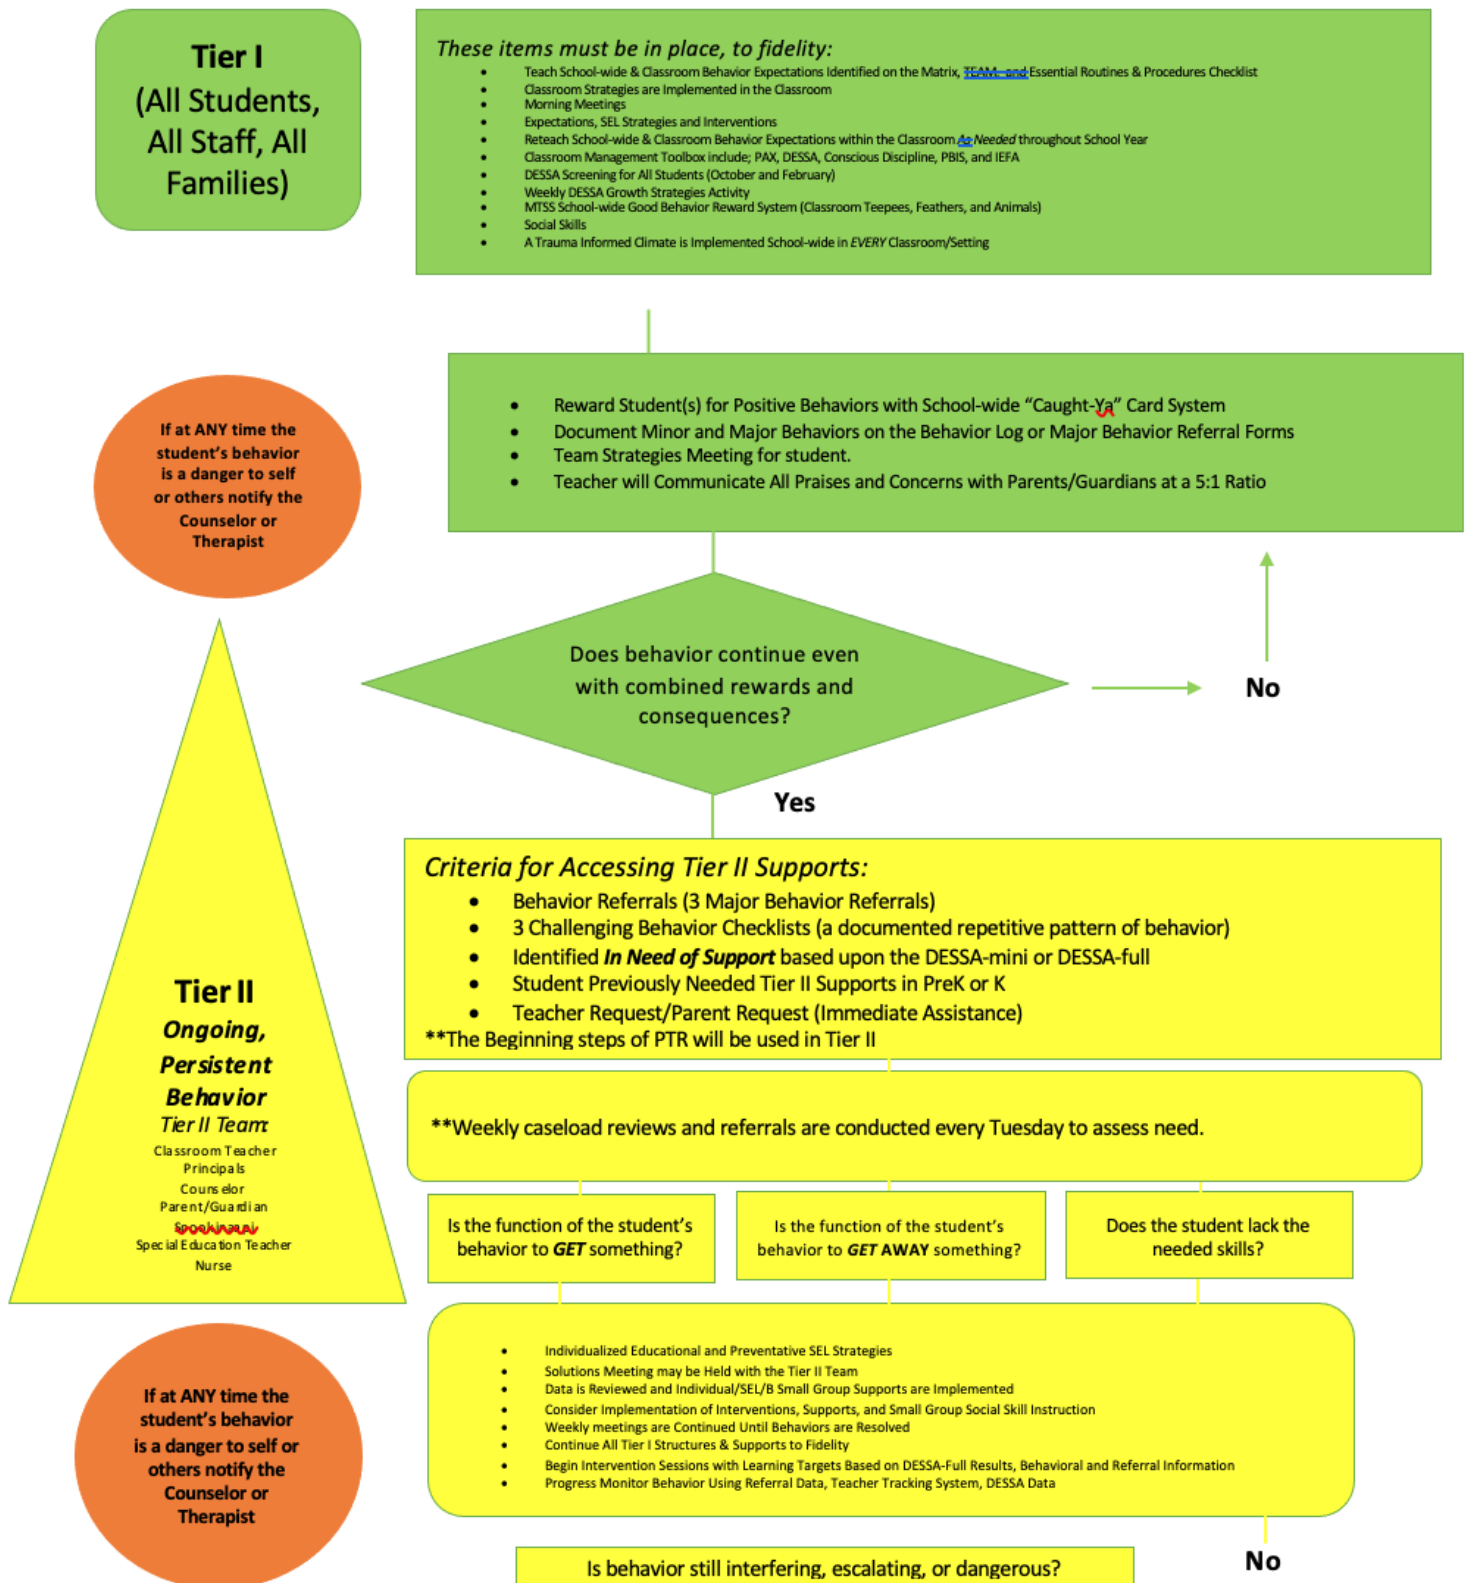 Tier I
(All Students,
All Staff, All
Families)
These items must be in place, to fidelity:
• Teach School-wide & Classroom Behavior Expectations Identified on the Matrix, TEAM, and Essential Routines & Procedures Checklist
• Classroom Strategies are Implemented in the Classroom
• Morning Meetings
• Expectations, SEL Strategies and Interventions
• Reteach School-wide & Classroom Behavior Expectations within the Classroom As Needed throughout School Year
• Classroom Management Toolbox include; PAX, DESSA, Conscious Discipline, PBIS, and IEFA
• DESSA Screening for All Students (October and February)
• Weekly DESSA Growth Strategies Activity
• MTSS School-wide Good Behavior Reward System (Classroom Teepees, Feathers, and Animals)
• Social Skills
• A Trauma Informed Climate is Implemented School-wide in EVERY Classroom/Setting
If at ANY time the
student's behavior
is a danger to self
or others notify the
Counselor or
Therapist
• Reward Student(s) for Positive Behaviors with School-wide “Caught-Ya” Card System
• Document Minor and Major Behaviors on the Behavior Log or Major Behavior Referral Forms
• Team Strategies Meeting for student.
• Teacher will Communicate All Praises and Concerns with Parents/Guardians at a 5:1 Ratio
Does behavior continue even
with combined rewards and
consequences?
No
Yes
Tier II
Ongoing,
Persistent
Behavior
Tier II Team:
Classroom Teacher
Principals
Counselor
Parent/Guardian
Special Education Teacher
Nurse
Criteria for Accessing Tier II Supports:
• Behavior Referrals (3 Major Behavior Referrals)
• 3 Challenging Behavior Checklists (a documented repetitive pattern of behavior)
• Identified In Need of Support based upon the DESSA-mini or DESSA-full
• Student Previously Needed Tier II Supports in PreK or K
• Teacher Request/Parent Request (Immediate Assistance)
**The Beginning steps of PTR will be used in Tier II
**Weekly caseload reviews and referrals are conducted every Tuesday to assess need.
Is the function of the student's
behavior to GET something?
Is the function of the student's
behavior to GET AWAY something?
Does the student lack the
needed skills?
If at ANY time the
student's behavior
is a danger to self or
others notify the
Counselor or
Therapist
• Individualized Educational and Preventative SEL Strategies
• Solutions Meeting may be Held with the Tier II Team
• Data is Reviewed and Individual/SEL/B Small Group Supports are Implemented
• Consider Implementation of Interventions, Supports, and Small Group Social Skill Instruction
• Weekly meetings are Continued Until Behaviors are Resolved
• Continue All Tier I Structures & Supports to Fidelity
• Begin Intervention Sessions with Learning Targets Based on DESSA-Full Results, Behavioral and Referral Information
• Progress Monitor Behavior Using Referral Data, Teacher Tracking System, DESSA Data
Is behavior still interfering, escalating, or dangerous?
No